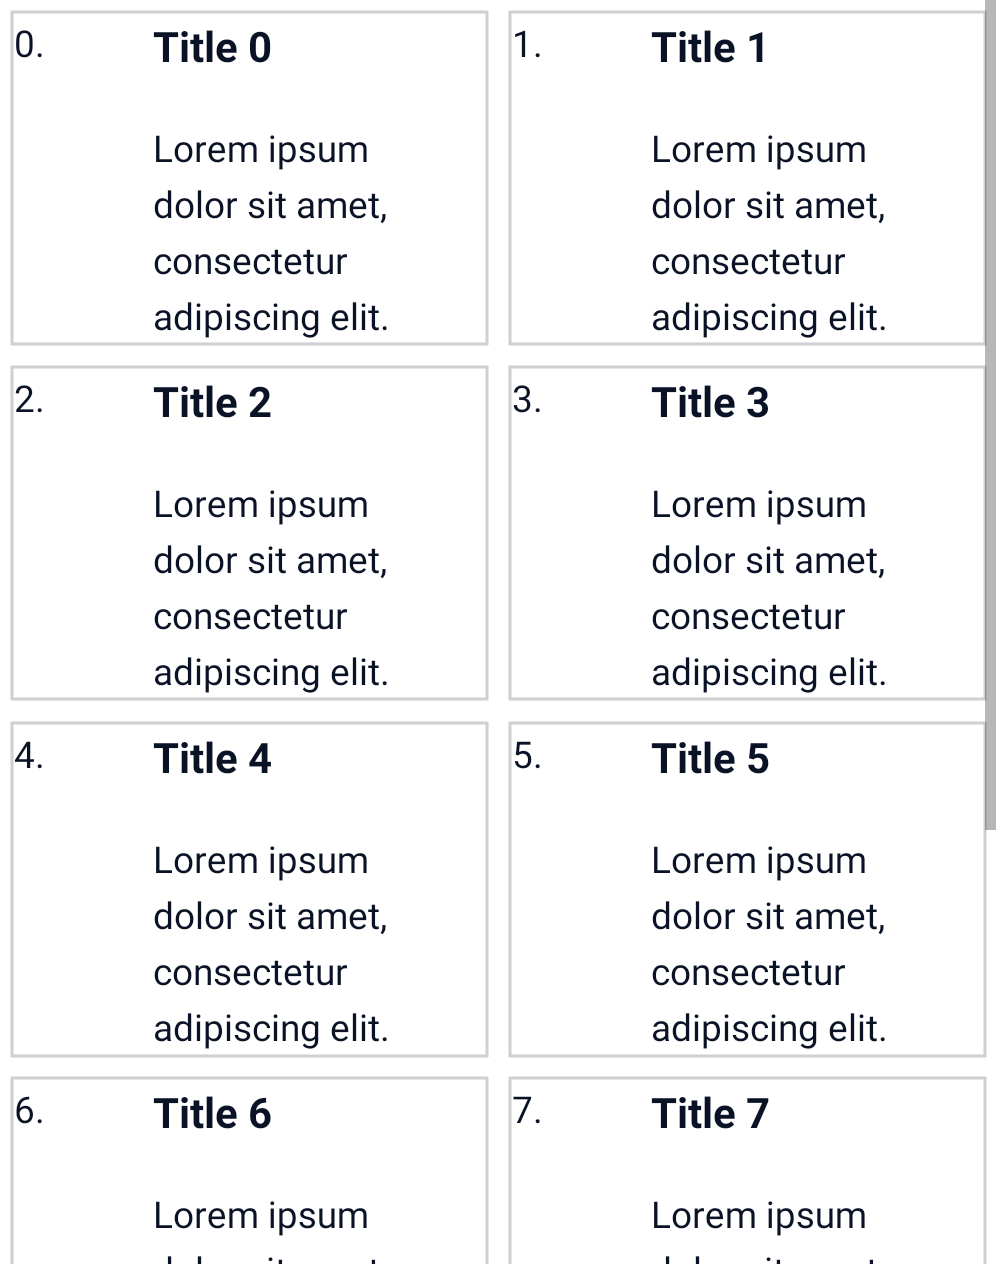 0. Title 0
Lorem ipsum
dolor sit amet,
consectetur
adipiscing elit.
1. Title 1
Lorem ipsum
dolor sit amet,
consectetur
adipiscing elit.
2. Title 2
Lorem ipsum
dolor sit amet,
consectetur
adipiscing elit.
3. Title 3
Lorem ipsum
dolor sit amet,
consectetur
adipiscing elit.
4. Title 4
Lorem ipsum
dolor sit amet,
consectetur
adipiscing elit.
5. Title 5
Lorem ipsum
dolor sit amet,
consectetur
adipiscing elit.
6. Title 6
Lorem ipsum
7. Title 7
Lorem ipsum